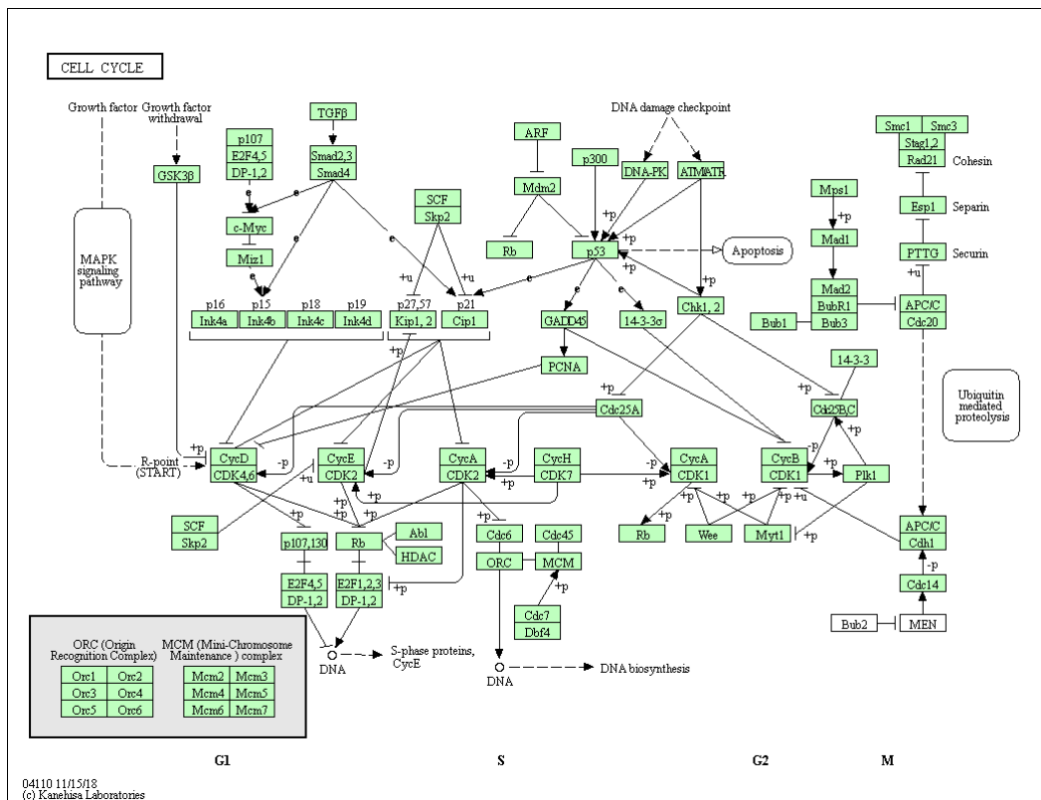 CELL CYCLE
Growth factor
Growth factor
withdrawal
TGFβ
DNA damage checkpoint
p107
E2F4,5
DP-1,2
Smad2,3
Smad4
ARF
p300
DNA-PK
ATM/ATR
Smc1
Smc3
Stag1,2
Rad21
Cohesin
GSK3β
e
e
c-Myc
Miz1
e
e
e
SCF
Skp2
Mdm2
Rb
+p
+p
+p
p53
e
Apoptosis
Mps1
+p
Mad1
Esp1
Separin
PTTG
Securin
+u
MAPK
signaling
pathway
+u
+u
e
e
+p
Mad2
BubR1
Bub3
Bub1
APC/C
Cdc20
p16
Ink4a
p15
Ink4b
p18
Ink4c
p19
Ink4d
p27,57
Kip1, 2
p21
Cip1
GADD45
14-3-3σ
Chk1, 2
+p
PCNA
14-3-3
+p
+p
Cdc25A
Cdc25B,C
Ubiquitin
mediated
proteolysis
R-point
(START)
+p
CycD
CDK4,6
-p
CycE
CDK2
-p
CycA
CDK2
-p
+p
CycH
CDK7
-p
+p
CycA
CDK1
CycB
CDK1
-p
+p
+p
Plk1
+u
SCF
Skp2
+p
+p
+p
+p
+p
+p
+p
+p
+p
+p
+u
+p
p107,130
Rb
Abl
HDAC
Cdc6
Cdc45
ORC
MCM
+p
Rb
Wee
Myt1
APC/C
Cdh1
-p
Cdc14
E2F4,5
DP-1,2
E2F1,2,3
DP-1,2
+p
Cdc7
Dbf4
Bub2
MEN
DNA
S-phase proteins,
CycE
DNA
DNA biosynthesis
ORC (Origin
Recognition Complex)
MCM (Mini-Chromosome
Maintenance ) complex
Orc1
Orc2
Mcm2
Mcm3
Orc3
Orc4
Mcm4
Mcm5
Orc5
Orc6
Mcm6
Mcm7
G1
S
G2
M
04110 11/15/18
(c) Kanehisa Laboratories